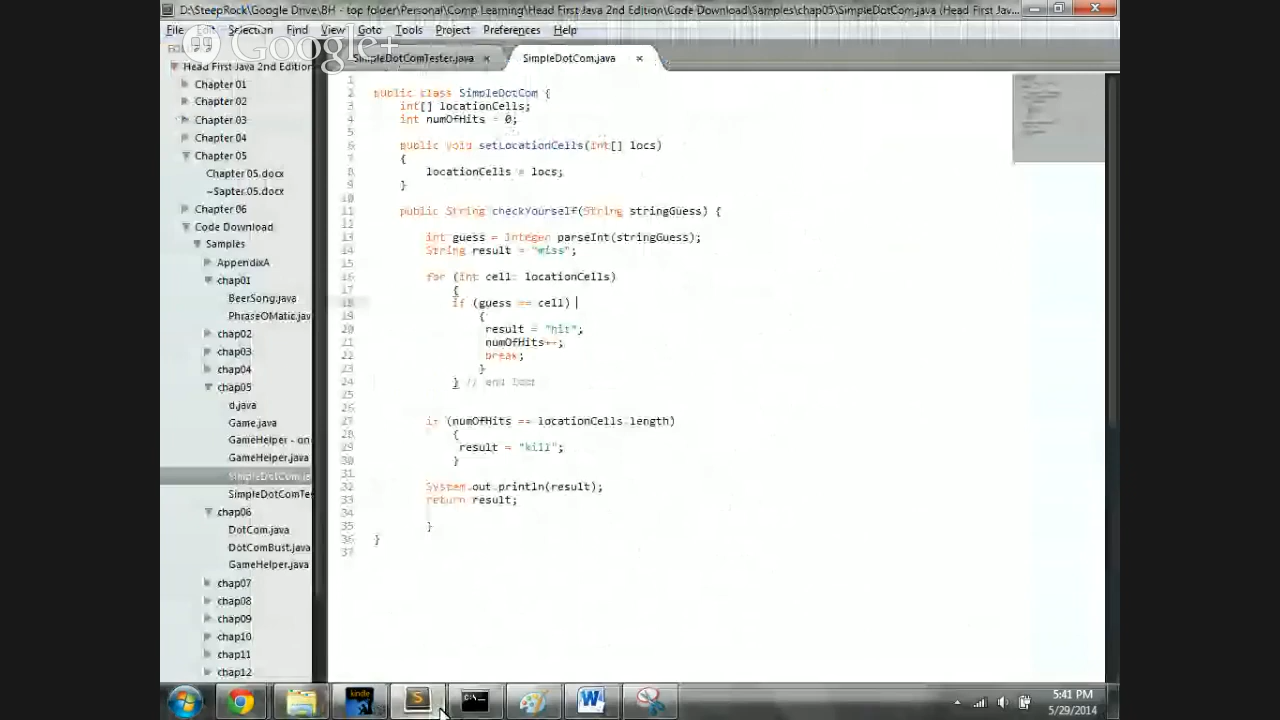 D:\SteepRock\Google Drive\BH - top folder\Personal\Comp Learning\Head First Java 2nd Edition\Code Download\Samples\chap05\SimpleDotCom.java (Head First Jav...
File Edit Selection Find View Goto Tools Project Preferences Help
Google+
SimpleDotComTester.java × SimpleDotCom.java ×
Head First Java 2nd Edition
Chapter 01
Chapter 02
Chapter 03
Chapter 04
Chapter 05
Chapter 05.docx
~Sapter 05.docx
Chapter 06
Code Download
Samples
AppendixA
chap01
BeerSong.java
PhraseOMatic.jav
chap02
chap03
chap04
chap05
d.java
Game.java
GameHelper - on
GameHelper.java
SimpleDotCom.ja
SimpleDotComTes
chap06
DotCom.java
DotComBust.java
GameHelper.java
chap07
chap08
chap09
chap10
chap11
chap12
1
2 public class SimpleDotCom {
3 int[] locationCells;
4 int numOfHits = 0;
5
6 public void setLocationCells(int[] locs)
7 {
8 locationCells = locs;
9 }
10
11 public String checkYourself(String stringGuess) {
12
13 int guess = Integer.parseInt(stringGuess);
14 String result = "miss";
15
16 for (int cell: locationCells)
17 {
18 if (guess == cell)
19 {
20 result = "hit";
21 numOfHits++;
22 break;
23 }
24 } // end loop
25
26
27 if (numOfHits == locationCells.length)
28 {
29 result = "kill";
30 }
31
32 System.out.println(result);
33 return result;
34
35 }
36 }
37
kindle
S
C:\
W
5:41 PM
5/29/2014